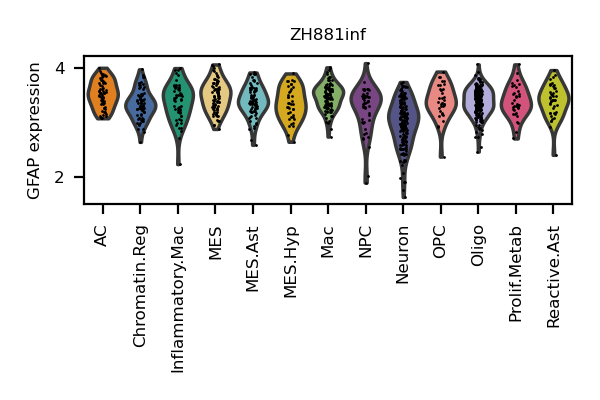 ZH881inf
GFAP expression
4
2
AC
Chromatin.Reg
Inflammatory.Mac
MES
MES.Ast
MES.Hyp
Mac
NPC
Neuron
OPC
Oligo
Prolif.Metab
Reactive.Ast